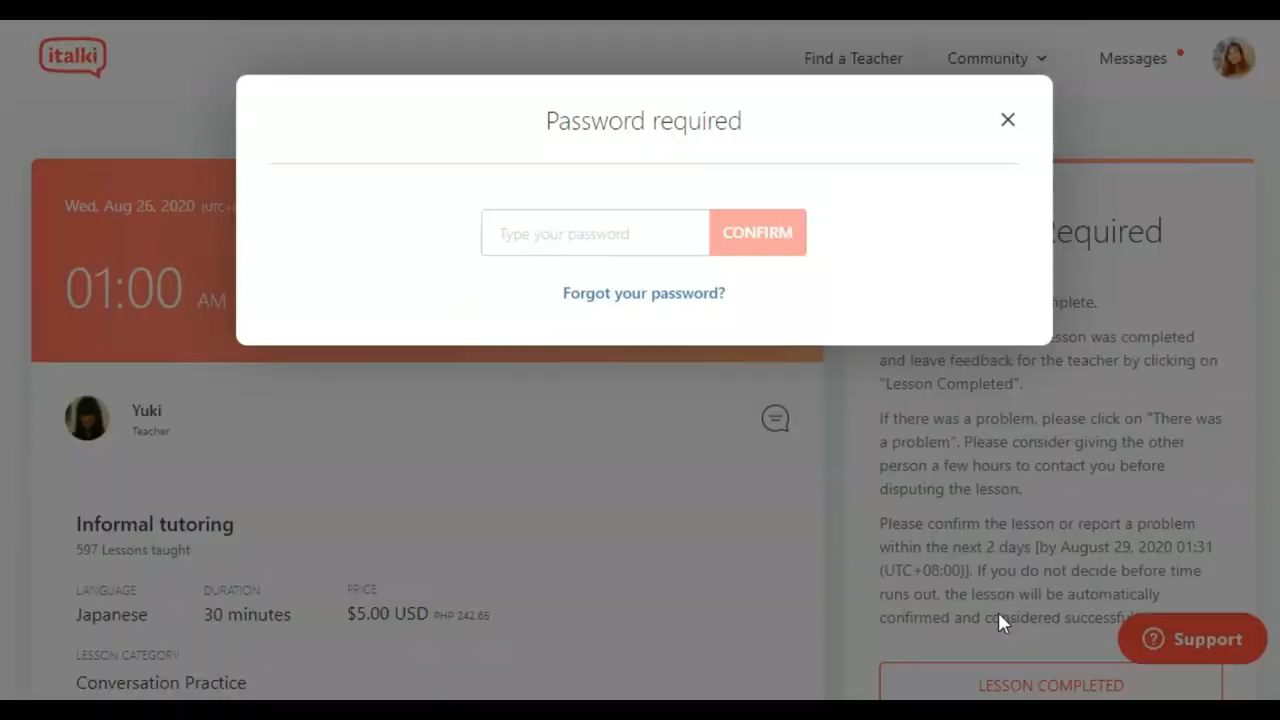 italki
Find a Teacher
Community
Messages
Password required
Type your password
CONFIRM
Forgot your password?
Wed, Aug 26, 2020 (UTC+
01:00 AM
Yuki
Teacher
Informal tutoring
597 Lessons taught
LANGUAGE
DURATION
PRICE
Japanese
30 minutes
$5.00 USD PHP 242.65
LESSON CATEGORY
Conversation Practice
equired
plete.
sson was completed
and leave feedback for the teacher by clicking on
"Lesson Completed".
If there was a problem, please click on "There was
a problem". Please consider giving the other
person a few hours to contact you before
disputing the lesson.
Please confirm the lesson or report a problem
within the next 2 days [by August 29, 2020 01:31
(UTC+08:00)]. If you do not decide before time
runs out, the lesson will be automatically
confirmed and considered successfu
Support
LESSON COMPLETED